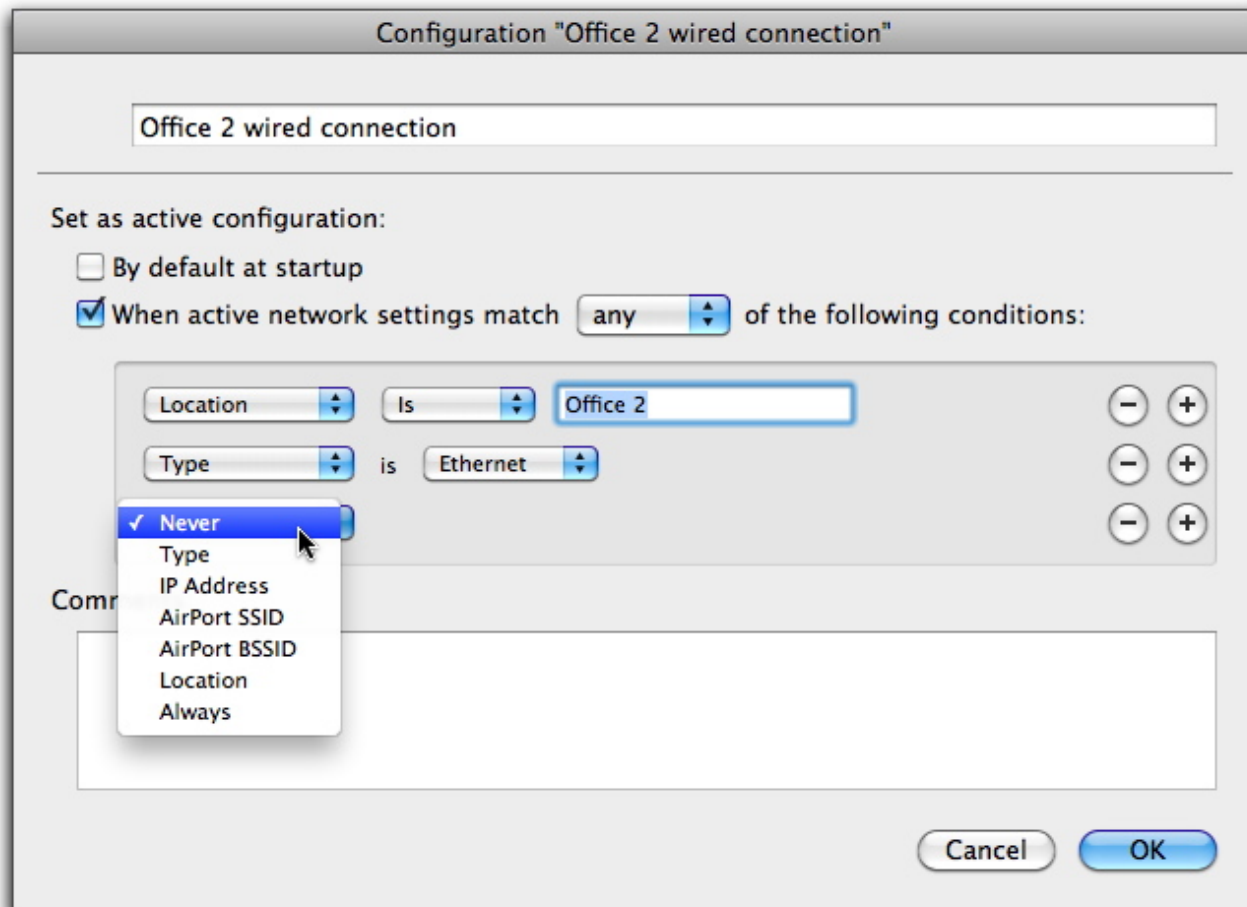 Configuration "Office 2 wired connection"
Office 2 wired connection
Set as active configuration:
By default at startup
When active network settings match any of the following conditions:
Location Is Office 2
Type is Ethernet
Never
Type
IP Address
Comm
AirPort SSID
AirPort BSSID
Location
Always
Cancel OK